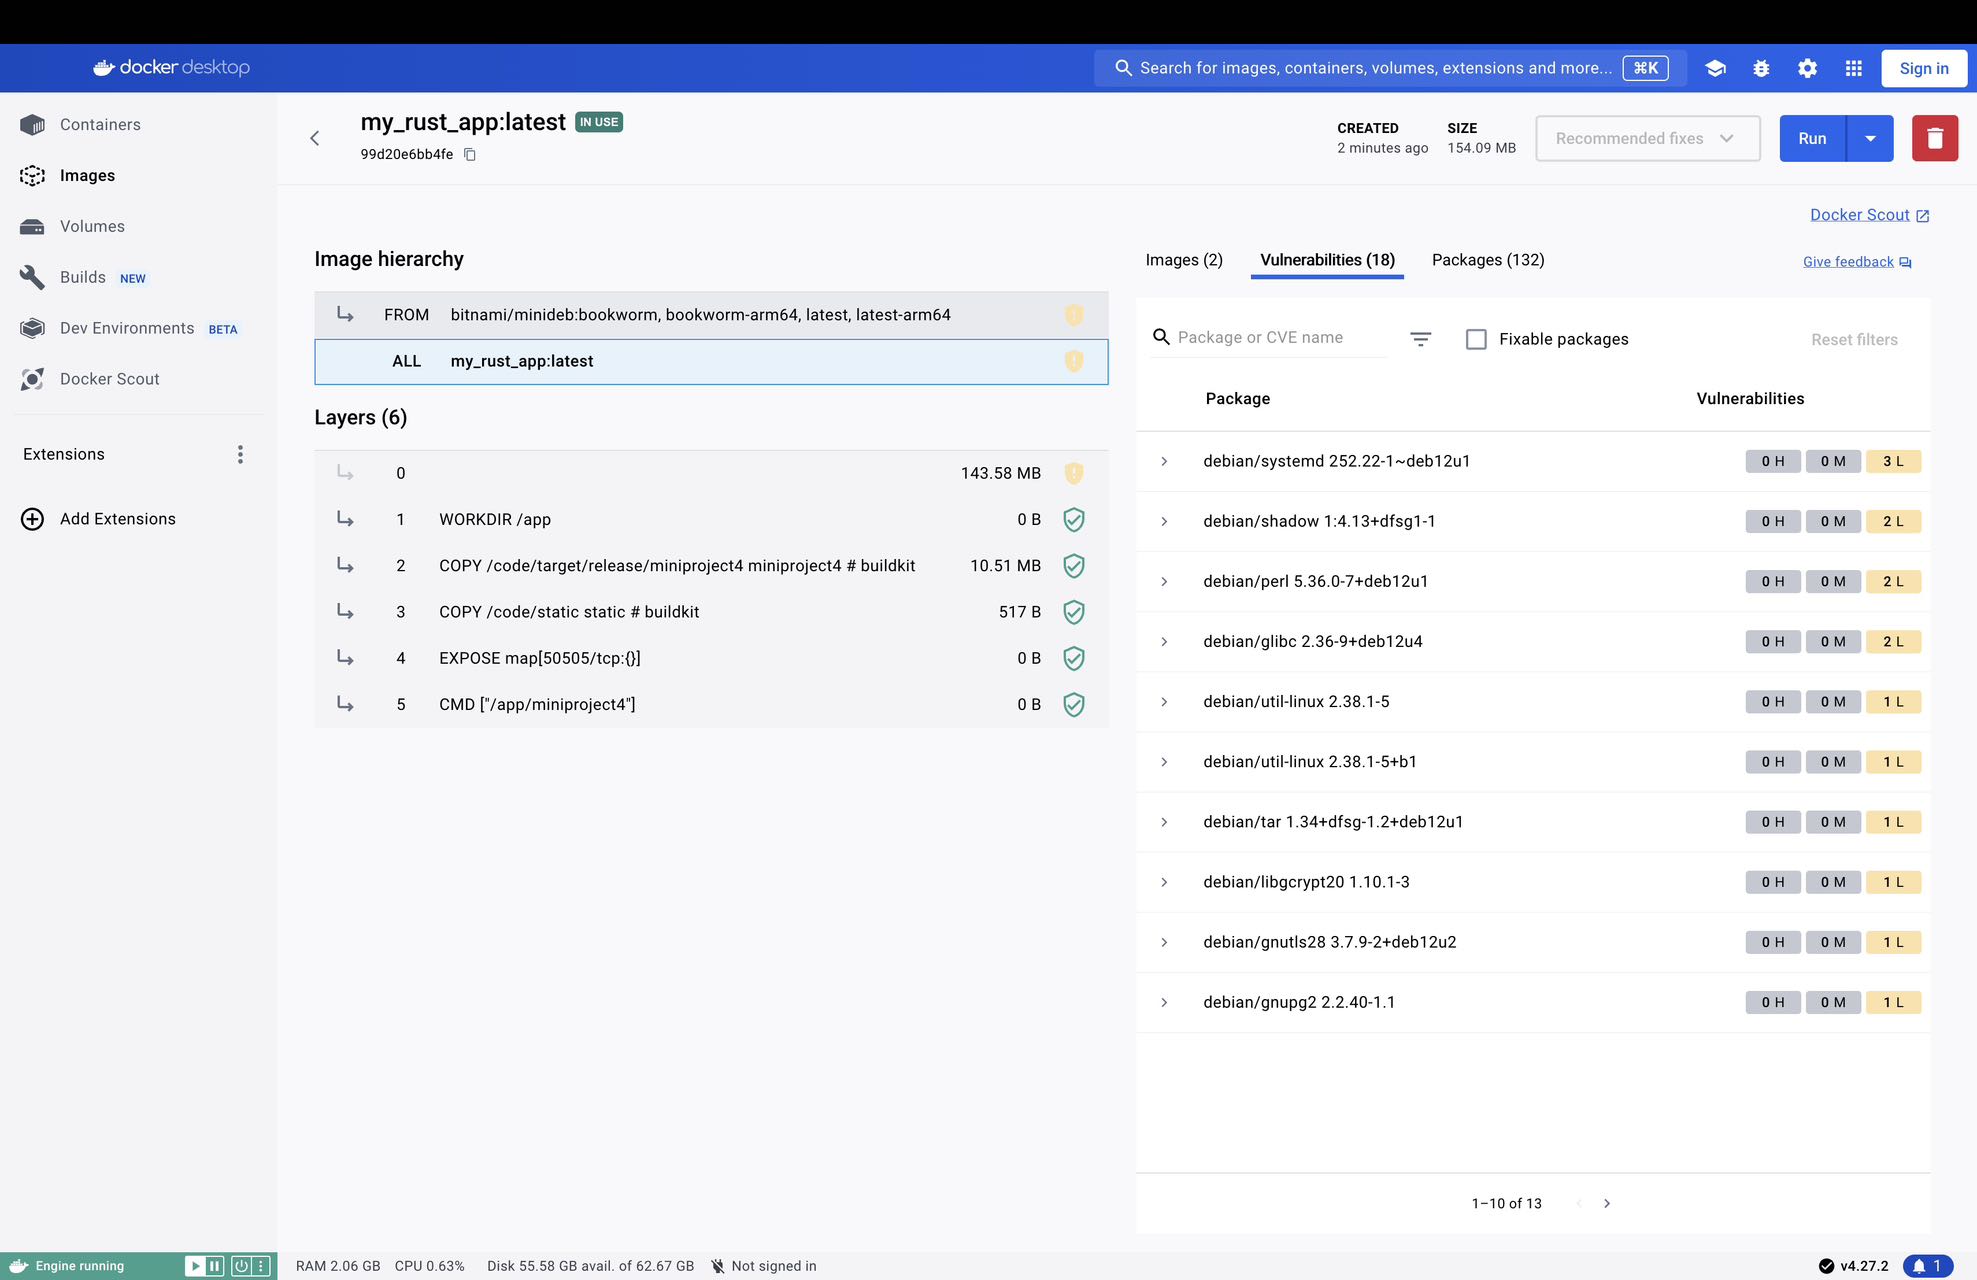 docker desktop
Search for images, containers, volumes, extensions and more... ⌘K
Sign in
Containers
Images
Volumes
Builds NEW
Dev Environments BETA
Docker Scout
Extensions
Add Extensions
my_rust_app:latest IN USE
99d20e6bb4fe
CREATED
2 minutes ago
SIZE
154.09 MB
Recommended fixes
Run
Docker Scout
Image hierarchy
FROM bitnami/minideb:bookworm, bookworm-arm64, latest, latest-arm64
ALL my_rust_app:latest
Layers (6)
0 143.58 MB
1 WORKDIR /app 0 B
2 COPY /code/target/release/miniproject4 miniproject4 # buildkit 10.51 MB
3 COPY /code/static static # buildkit 517 B
4 EXPOSE map[50505/tcp:{}] 0 B
5 CMD ["/app/miniproject4"] 0 B
Images (2) Vulnerabilities (18) Packages (132)
Give feedback
Package or CVE name
Fixable packages
Reset filters
Package Vulnerabilities
debian/systemd 252.22-1~deb12u1 0 H 0 M 3 L
debian/shadow 1:4.13+dfsg1-1 0 H 0 M 2 L
debian/perl 5.36.0-7+deb12u1 0 H 0 M 2 L
debian/glibc 2.36-9+deb12u4 0 H 0 M 2 L
debian/util-linux 2.38.1-5 0 H 0 M 1 L
debian/util-linux 2.38.1-5+b1 0 H 0 M 1 L
debian/tar 1.34+dfsg-1.2+deb12u1 0 H 0 M 1 L
debian/libgcrypt20 1.10.1-3 0 H 0 M 1 L
debian/gnutls28 3.7.9-2+deb12u2 0 H 0 M 1 L
debian/gnupg2 2.2.40-1.1 0 H 0 M 1 L
1–10 of 13
Engine running
RAM 2.06 GB CPU 0.63% Disk 55.58 GB avail. of 62.67 GB Not signed in
v4.27.2
1